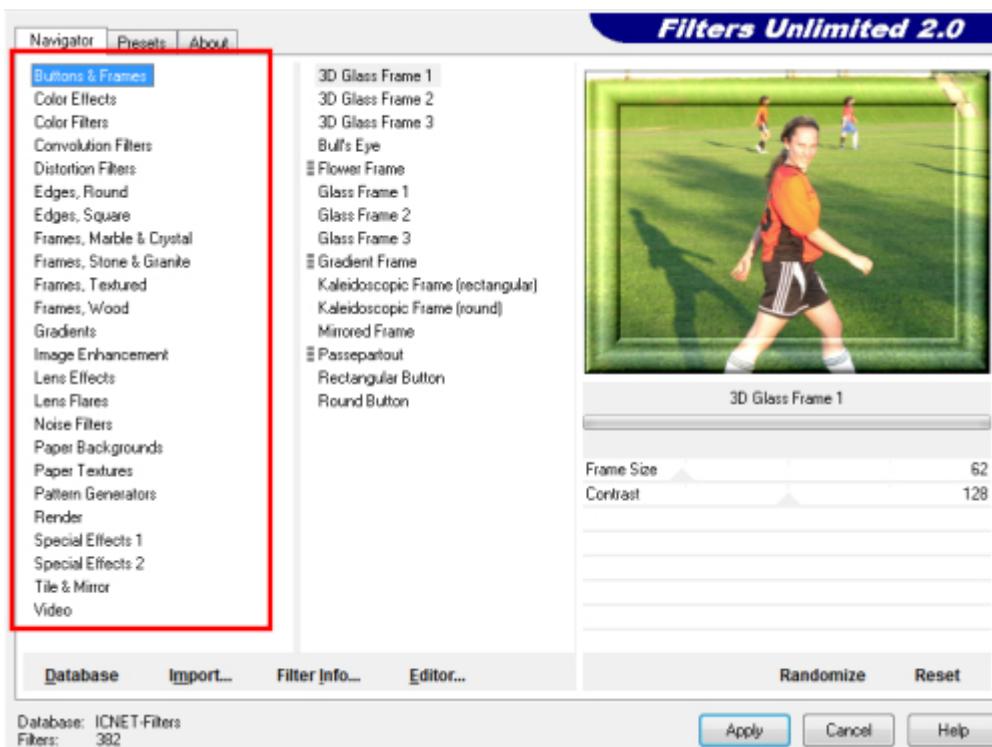 Filters Unlimited 2.0
Navigator Presets About
Buttons & Frames
Color Effects
Color Filters
Convolution Filters
Distortion Filters
Edges, Round
Edges, Square
Frames, Marble & Crystal
Frames, Stone & Granite
Frames, Textured
Frames, Wood
Gradients
Image Enhancement
Lens Effects
Lens Flares
Noise Filters
Paper Backgrounds
Paper Textures
Pattern Generators
Render
Special Effects 1
Special Effects 2
Tile & Mirror
Video
3D Glass Frame 1
3D Glass Frame 2
3D Glass Frame 3
Bull's Eye
Flower Frame
Glass Frame 1
Glass Frame 2
Glass Frame 3
Gradient Frame
Kaleidoscopic Frame (rectangular)
Kaleidoscopic Frame (round)
Mirrored Frame
Passepartout
Rectangular Button
Round Button
3D Glass Frame 1
Frame Size 62
Contrast 128
Database Import... Filter Info... Editor... Randomize Reset
Database: ICNET-Filters
Filters: 382
Apply Cancel Help